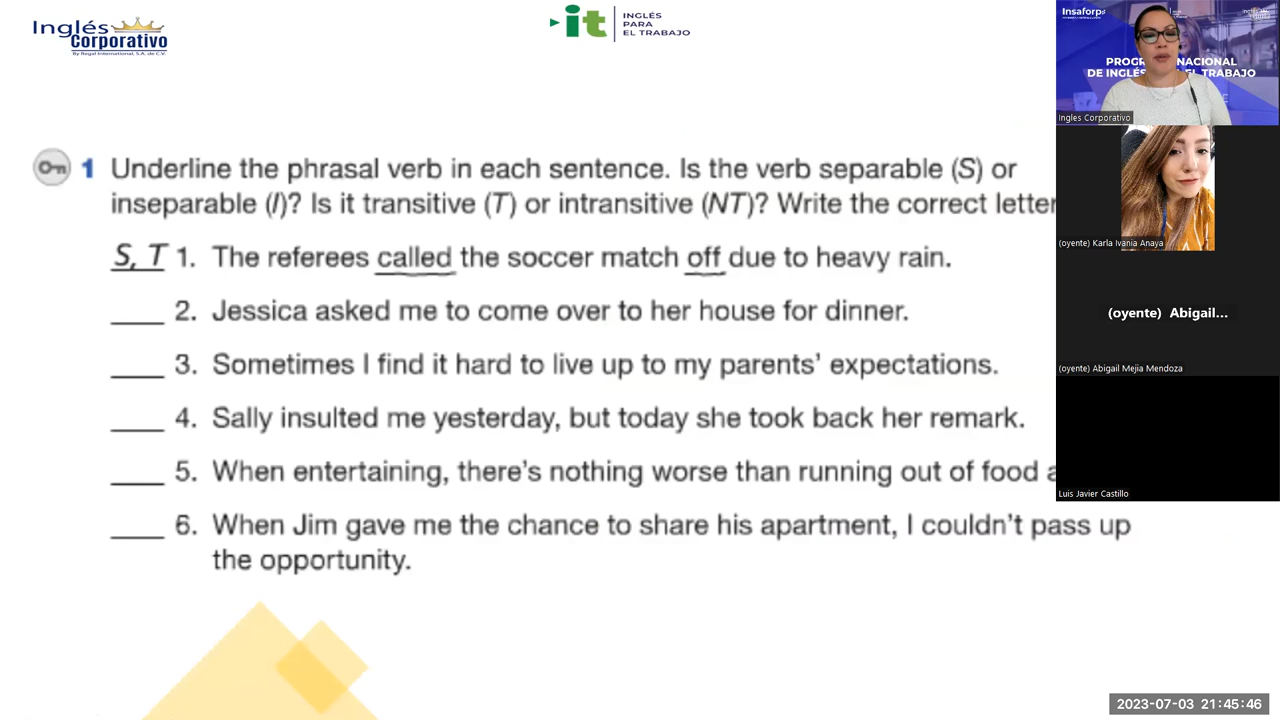 Inglés
Corporativo
By Regal International, S.A. de C.V.
it
INGLÉS
PARA
EL TRABAJO
1 Underline the phrasal verb in each sentence. Is the verb separable (S) or
inseparable (I)? Is it transitive (T) or intransitive (NT)? Write the correct letter
S, T 1. The referees called the soccer match off due to heavy rain.
2. Jessica asked me to come over to her house for dinner.
3. Sometimes I find it hard to live up to my parents' expectations.
4. Sally insulted me yesterday, but today she took back her remark.
5. When entertaining, there's nothing worse than running out of food
6. When Jim gave me the chance to share his apartment, I couldn't pass up
the opportunity.
Insaforp
DE INGLÉS EL TRABAJO
Ingles Corporativo
(oyente) Karla Ivania Anaya
(oyente) Abigail...
(oyente) Abigail Mejia Mendoza
Luis Javier Castillo
2023-07-03 21:45:46